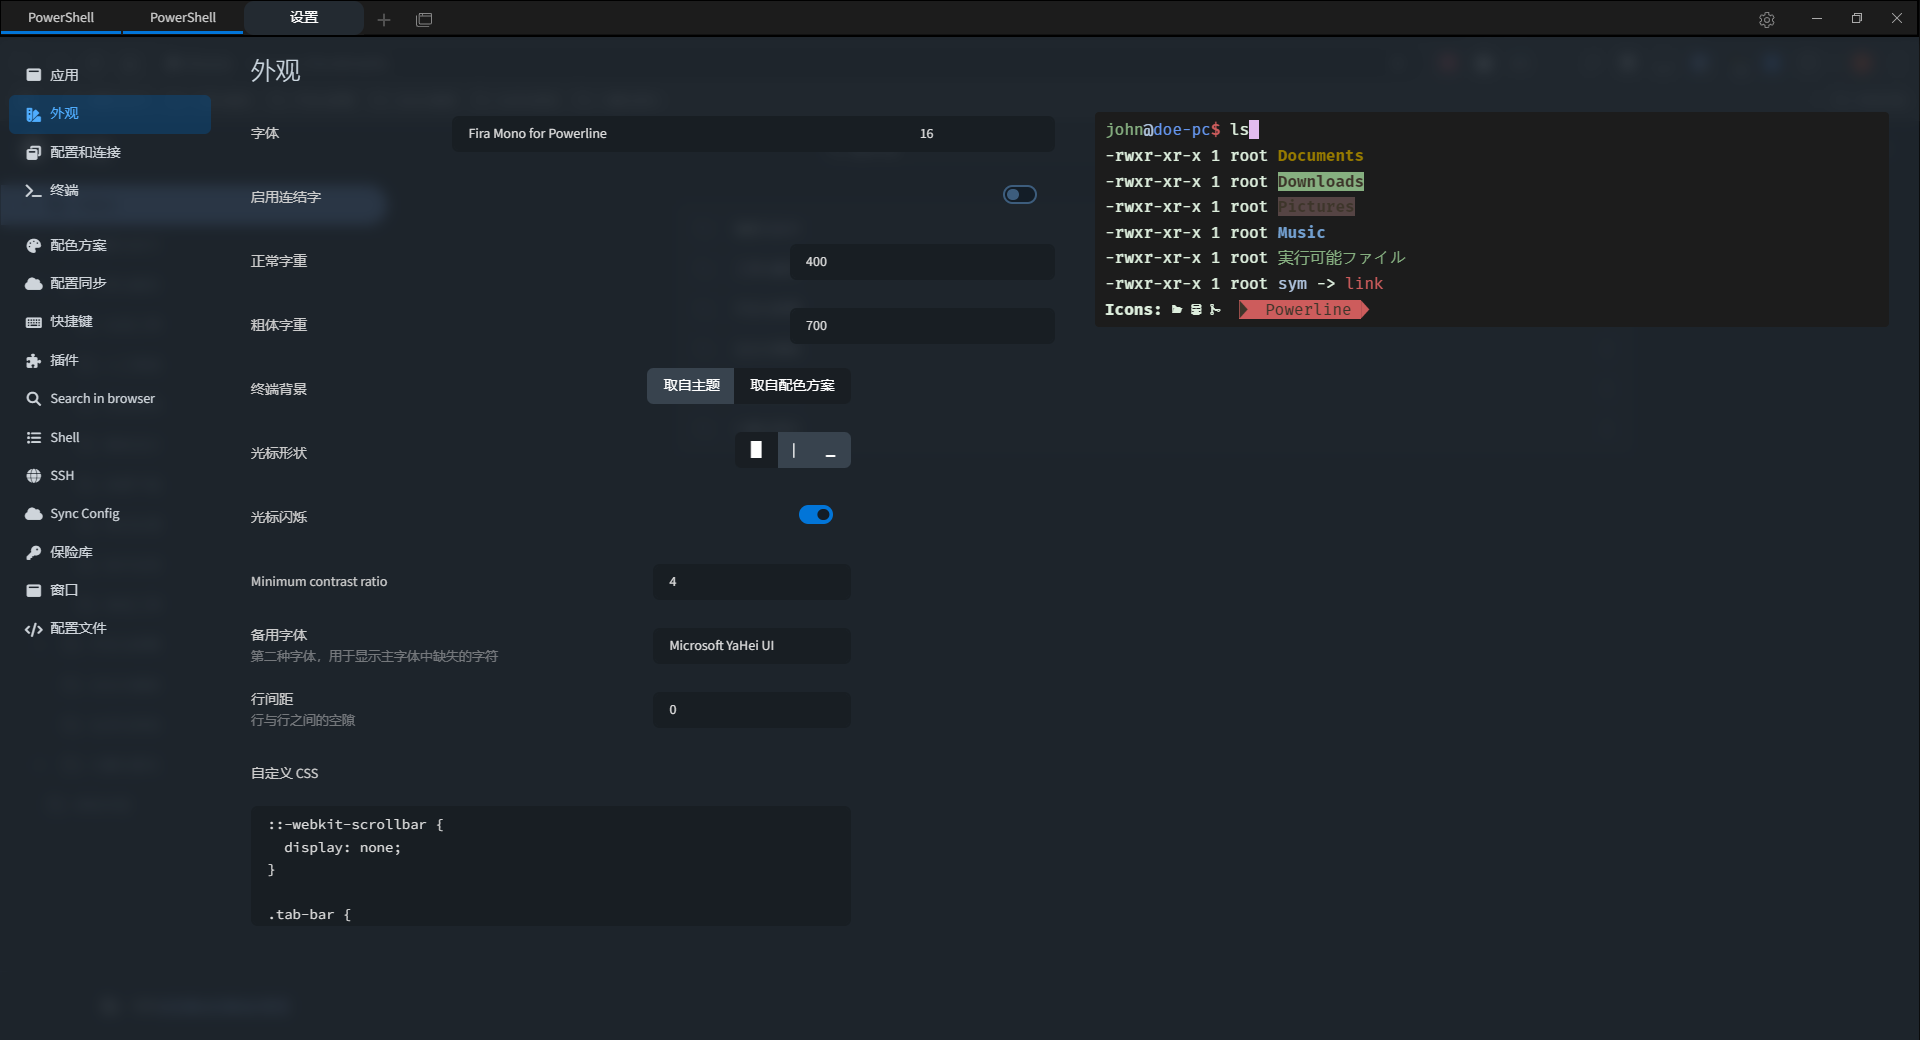 PowerShell
PowerShell
设置
应用
外观
配置和连接
终端
配色方案
配置同步
快捷键
插件
Search in browser
Shell
SSH
Sync Config
保险库
窗口
配置文件
外观
字体
Fira Mono for Powerline
16
启用连结字
正常字重
400
粗体字重
700
终端背景
取自主题
取自配色方案
光标形状
光标闪烁
Minimum contrast ratio
4
备用字体
第二种字体，用于显示主字体中缺失的字符
Microsoft YaHei UI
行间距
行与行之间的空隙
0
自定义 CSS
::-webkit-scrollbar {
display: none;
}
.tab-bar {
john@doe-pc$ ls
-rwxr-xr-x 1 root Documents
-rwxr-xr-x 1 root Downloads
-rwxr-xr-x 1 root Pictures
-rwxr-xr-x 1 root Music
-rwxr-xr-x 1 root 実行可能ファイル
-rwxr-xr-x 1 root sym -> link
Icons: Powerline